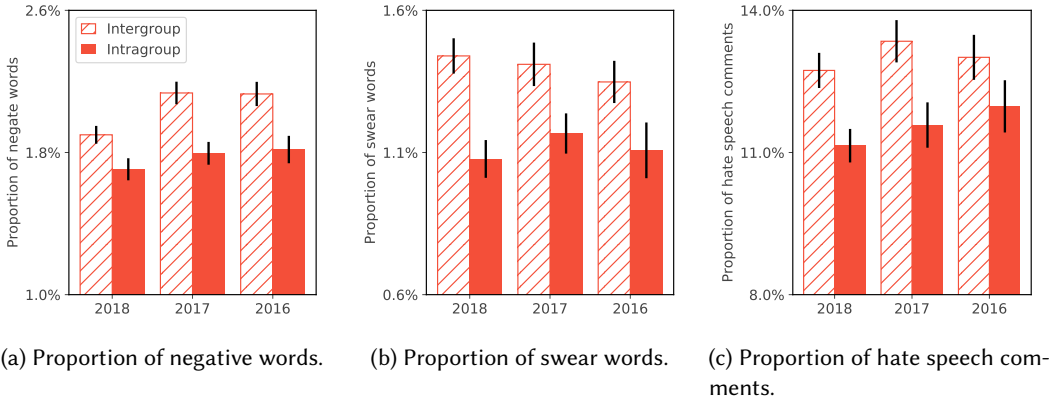 2.6%
1.8%
1.0%
Proportion of negate words
Intergroup
Intragroup
2018 2017 2016
(a) Proportion of negative words.
1.6%
1.1%
0.6%
Proportion of swear words
2018 2017 2016
(b) Proportion of swear words.
14.0%
11.0%
8.0%
Proportion of hate speech comments
2018 2017 2016
(c) Proportion of hate speech com-
ments.